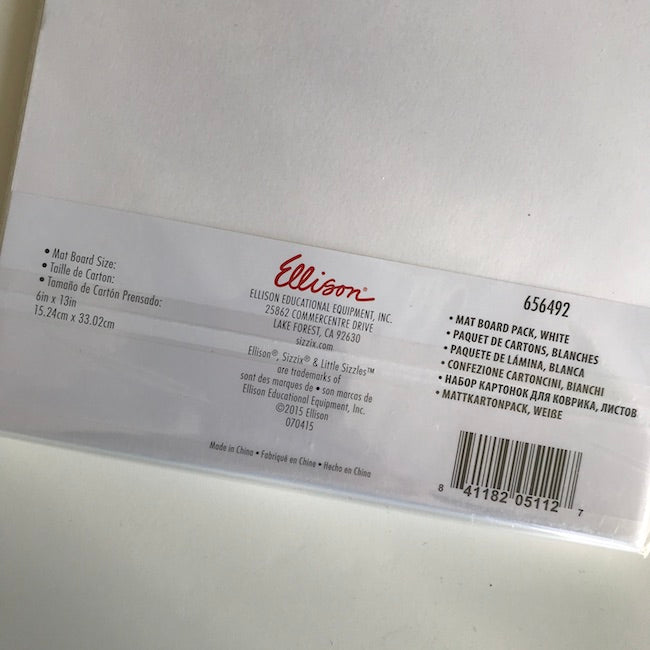 • Mat Board Size:
• Taille de Carton:
• Tamaño de Cartón Prensado:
6in x 13in
15.24cm x 33.02cm
Ellison®
ELLISON EDUCATIONAL EQUIPMENT, INC.
25862 COMMERCENTRE DRIVE
LAKE FOREST, CA 92630
sizzix.com
Ellison®, Sizzix® & Little Sizzles™
are trademarks of
sont des marques de • son marcas de
Ellison Educational Equipment, Inc.
©2015 Ellison
070415
Made in China • Fabriqué en Chine • Hecho en China
656492
• MAT BOARD PACK, WHITE
• PAQUET DE CARTONS, BLANCHES
• PAQUETE DE LÁMINA, BLANCA
• CONFEZIONE CARTONCINI, BIANCHI
• НАБОР КАРТОНОК ДЛЯ КОВРИКА, ЛИСТОВ
• MATTKARTONPACK, WEIẞE
8 41182 05112 7